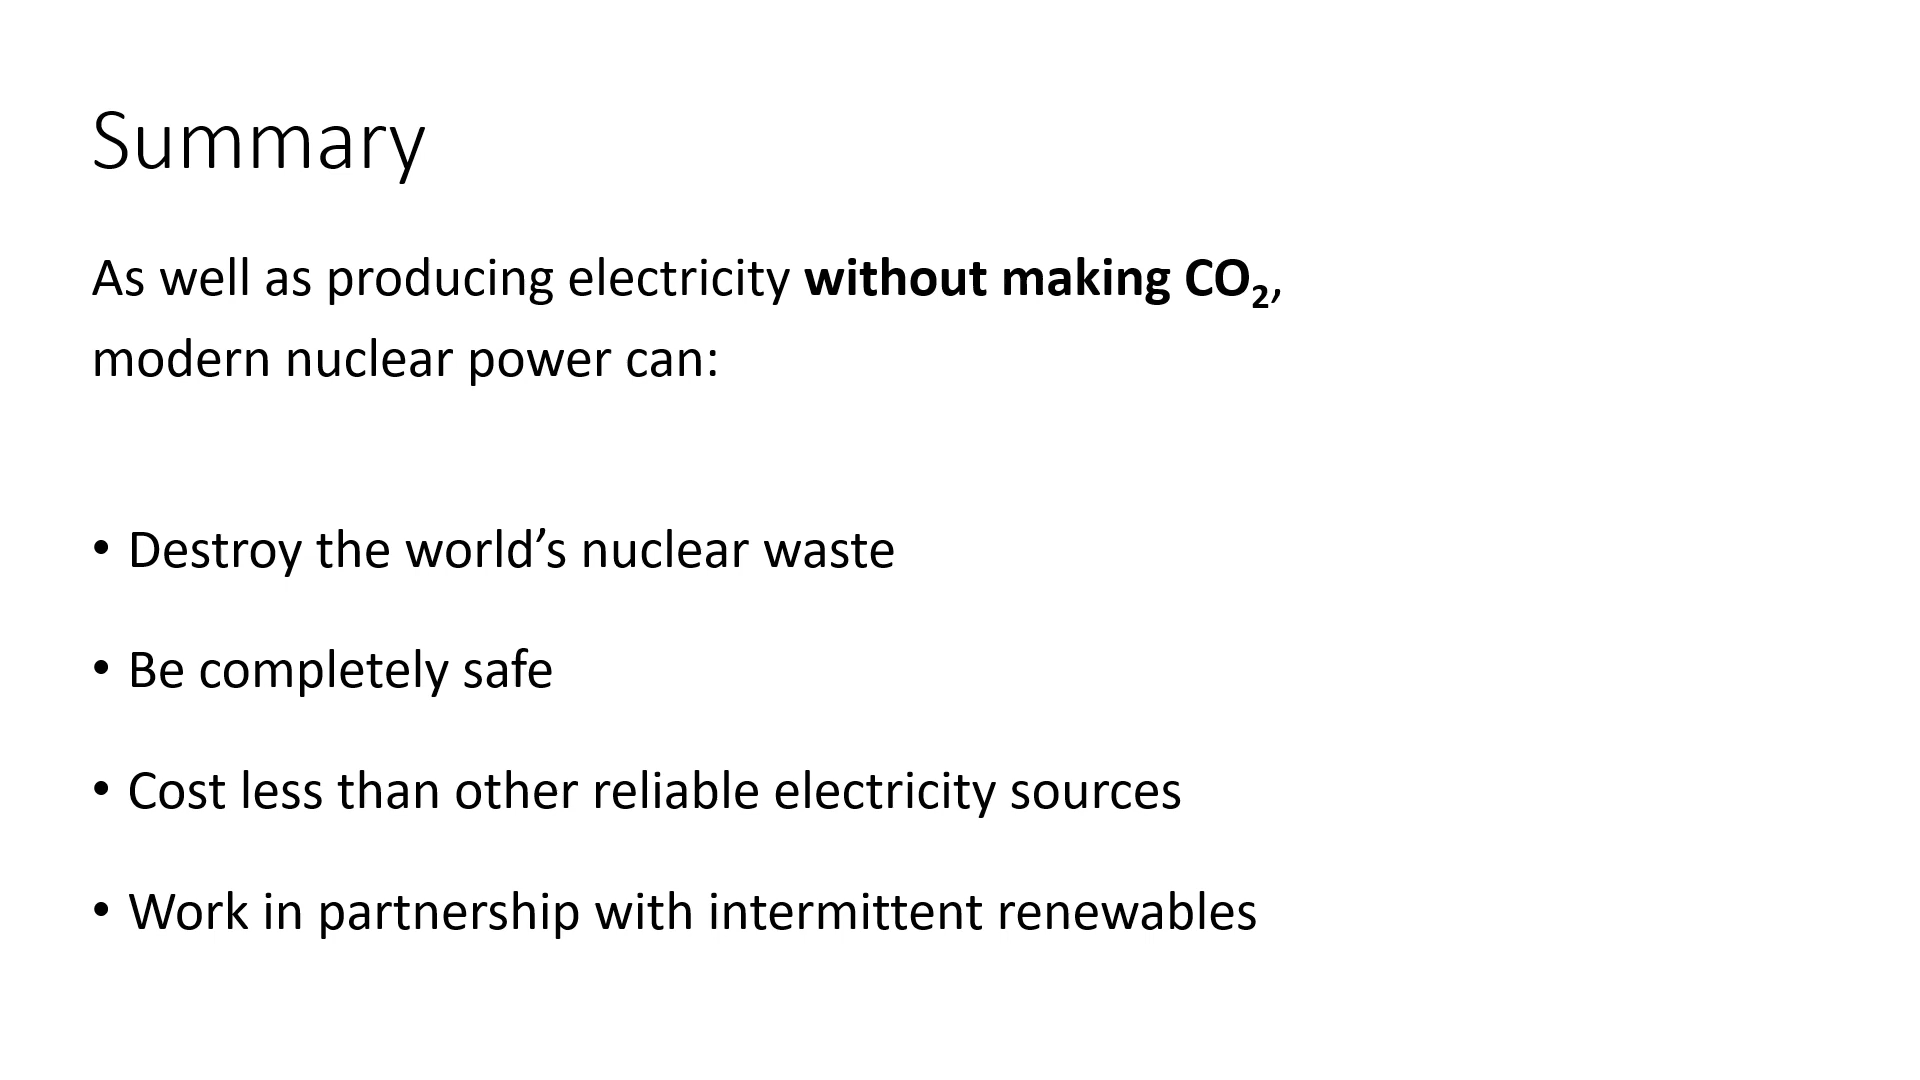 Summary
As well as producing electricity without making CO₂,
modern nuclear power can:
• Destroy the world’s nuclear waste
• Be completely safe
• Cost less than other reliable electricity sources
• Work in partnership with intermittent renewables